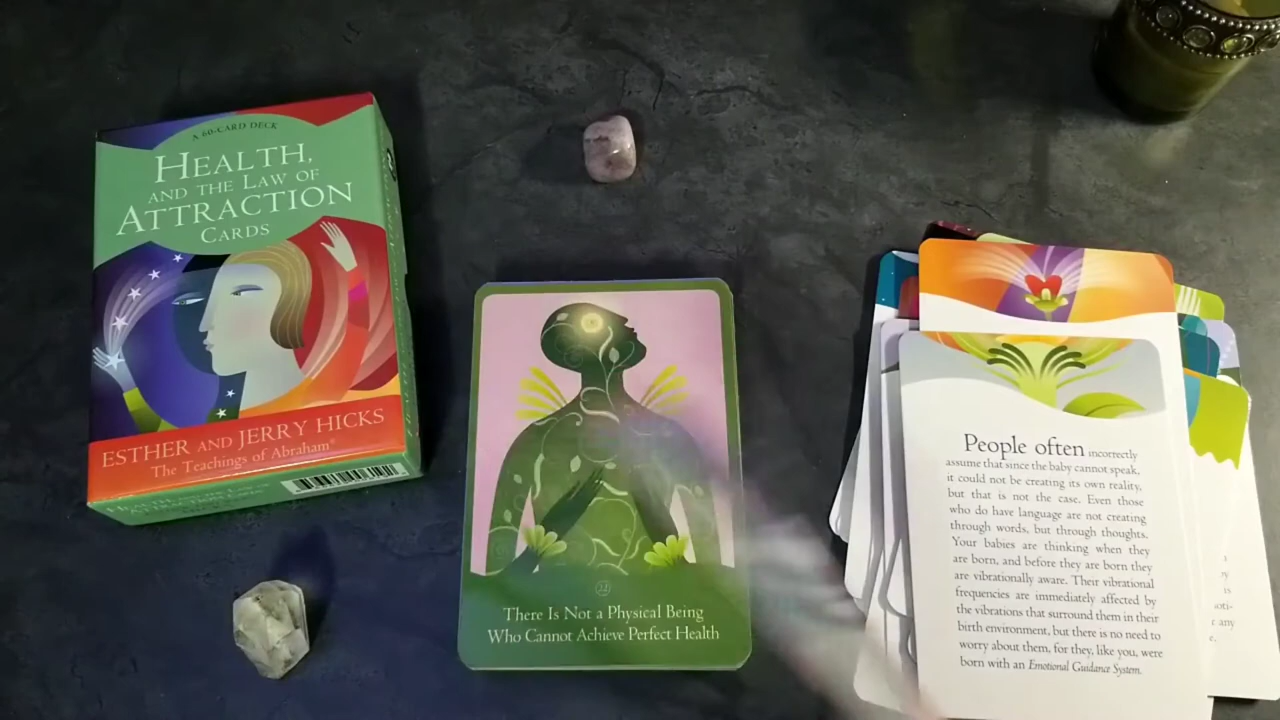 A 60-CARD DECK
HEALTH,
AND THE LAW OF
ATTRACTION
CARDS
ESTHER AND JERRY HICKS
The Teachings of Abraham®
There Is Not a Physical Being
Who Cannot Achieve Perfect Health
People often incorrectly
assume that since the baby cannot speak,
it could not be creating its own reality,
but that is not the case. Even those
who do have language are not creating
through words, but through thoughts.
Your babies are thinking when they
are born, and before they are born they
are vibrationally aware. Their vibrational
frequencies are immediately affected by
the vibrations that surround them in their
birth environment, but there is no need to
worry about them, for they, like you, were
born with an Emotional Guidance System.
is
any